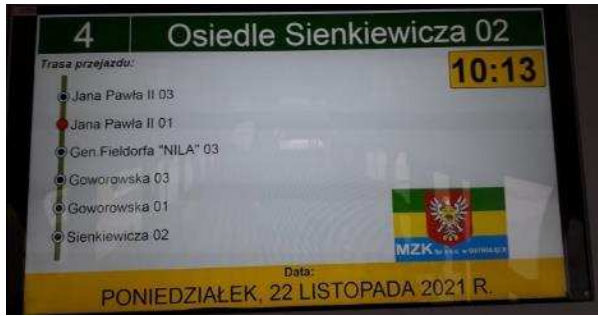 4 Osiedle Sienkiewicza 02
Trasa przejazdu:
10:13
Jana Pawła II 03
Jana Pawła II 01
Gen.Fieldorfa "NILA" 03
Goworowska 03
Goworowska 01
Sienkiewicza 02
MZK
Data:
PONIEDZIAŁEK, 22 LISTOPADA 2021 R.